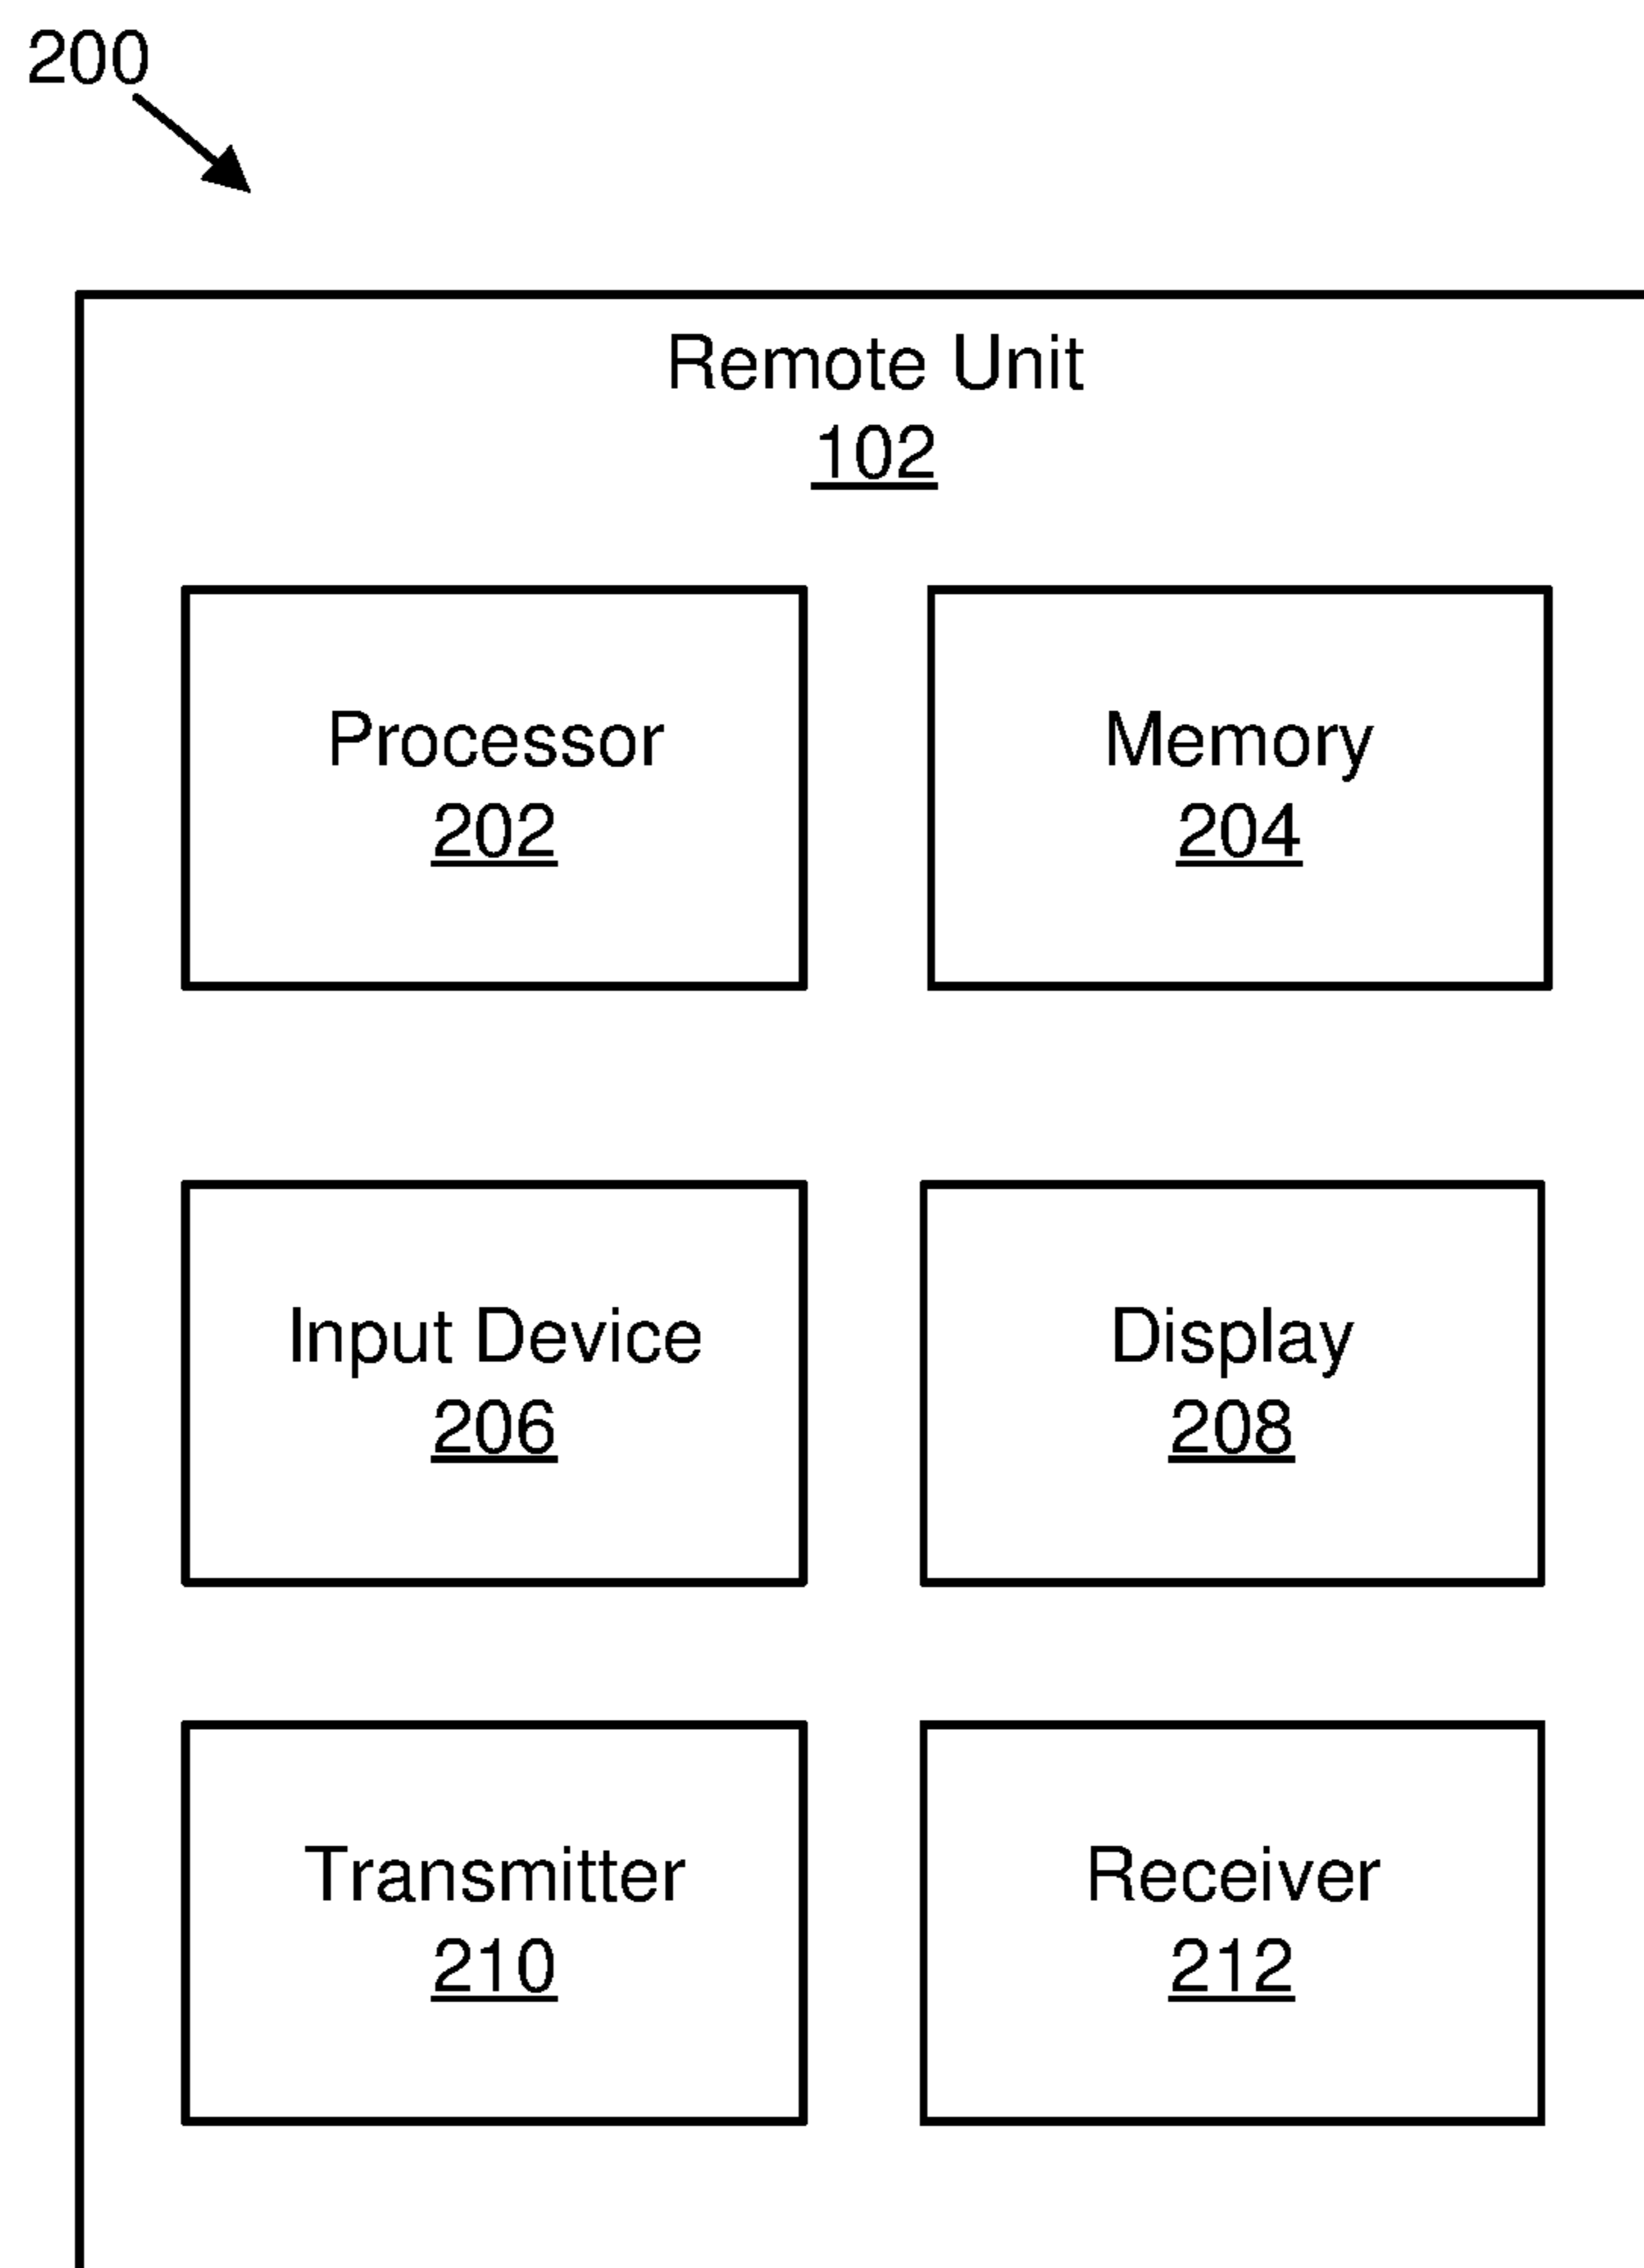 200
Remote Unit
102
Processor
202
Memory
204
Input Device
206
Display
208
Transmitter
210
Receiver
212